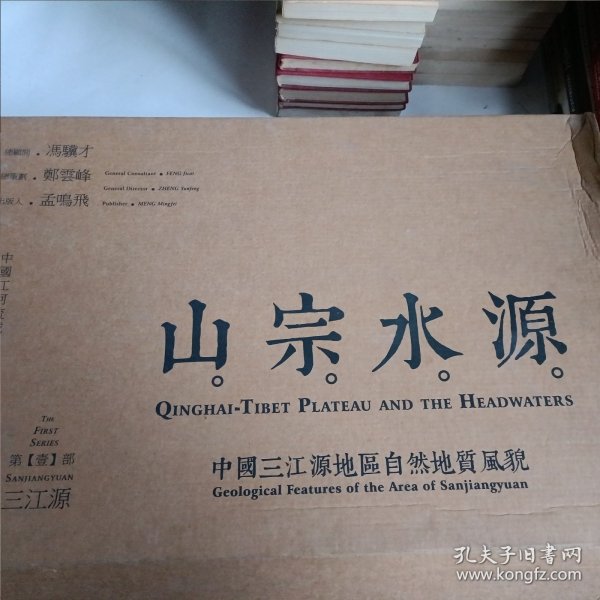 總顧問 · 馮驥才
General Consultant • FENG Jicai
總策劃 · 鄭雲峰
General Director • ZHENG Yunfeng
出版人 · 孟鳴飛
Publisher • MENG Mingfei
中國江河
山。宗。水。源。
QINGHAI-TIBET PLATEAU AND THE HEADWATERS
中國三江源地區自然地質風貌
Geological Features of the Area of Sanjiangyuan
THE
FIRST
SERIES
第【壹】部
SANJIANGYUAN
三江源
孔夫子旧書网
www.kongfz.com